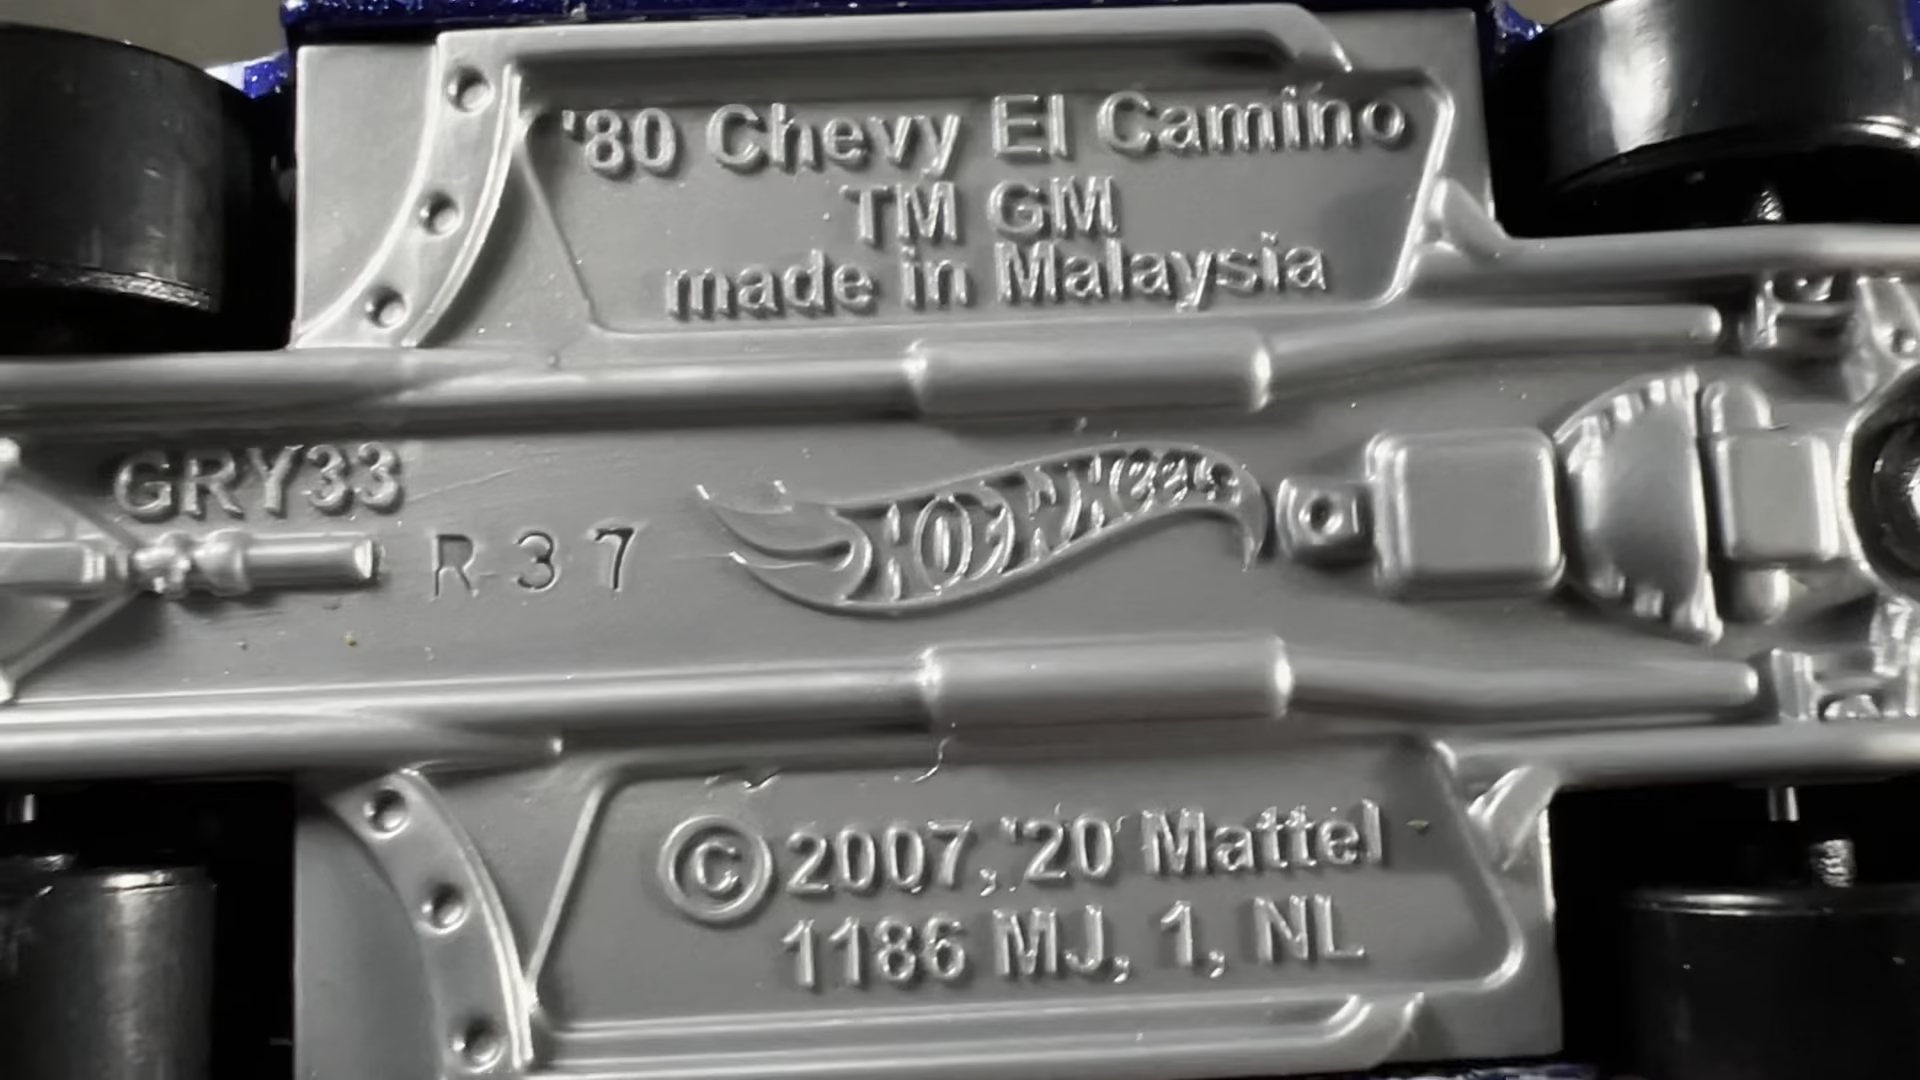 '80 Chevy El Camino
TM GM
made in Malaysia
GRY33
R37
HOT WHEELS
©2007,'20 Mattel
1186 MJ, 1, NL